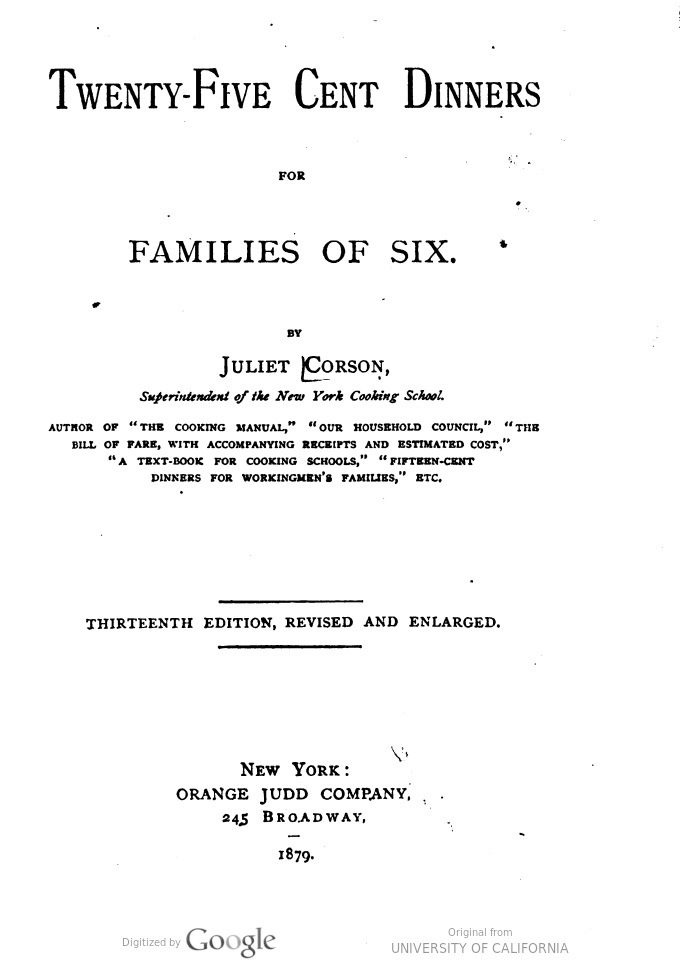 TWENTY-FIVE CENT DINNERS
FOR
FAMILIES OF SIX.
BY
JULIET CORSON,
Superintendent of the New York Cooking School.
AUTHOR OF "THE COOKING MANUAL," "OUR HOUSEHOLD COUNCIL," "THE
BILL OF FARE, WITH ACCOMPANYING RECEIPTS AND ESTIMATED COST,"
"A TEXT-BOOK FOR COOKING SCHOOLS," "FIFTEEN-CENT
DINNERS FOR WORKINGMEN'S FAMILIES," ETC.
THIRTEENTH EDITION, REVISED AND ENLARGED.
NEW YORK:
ORANGE JUDD COMPANY,
245 BROADWAY,
1879.
Digitized by Google
Original from
UNIVERSITY OF CALIFORNIA